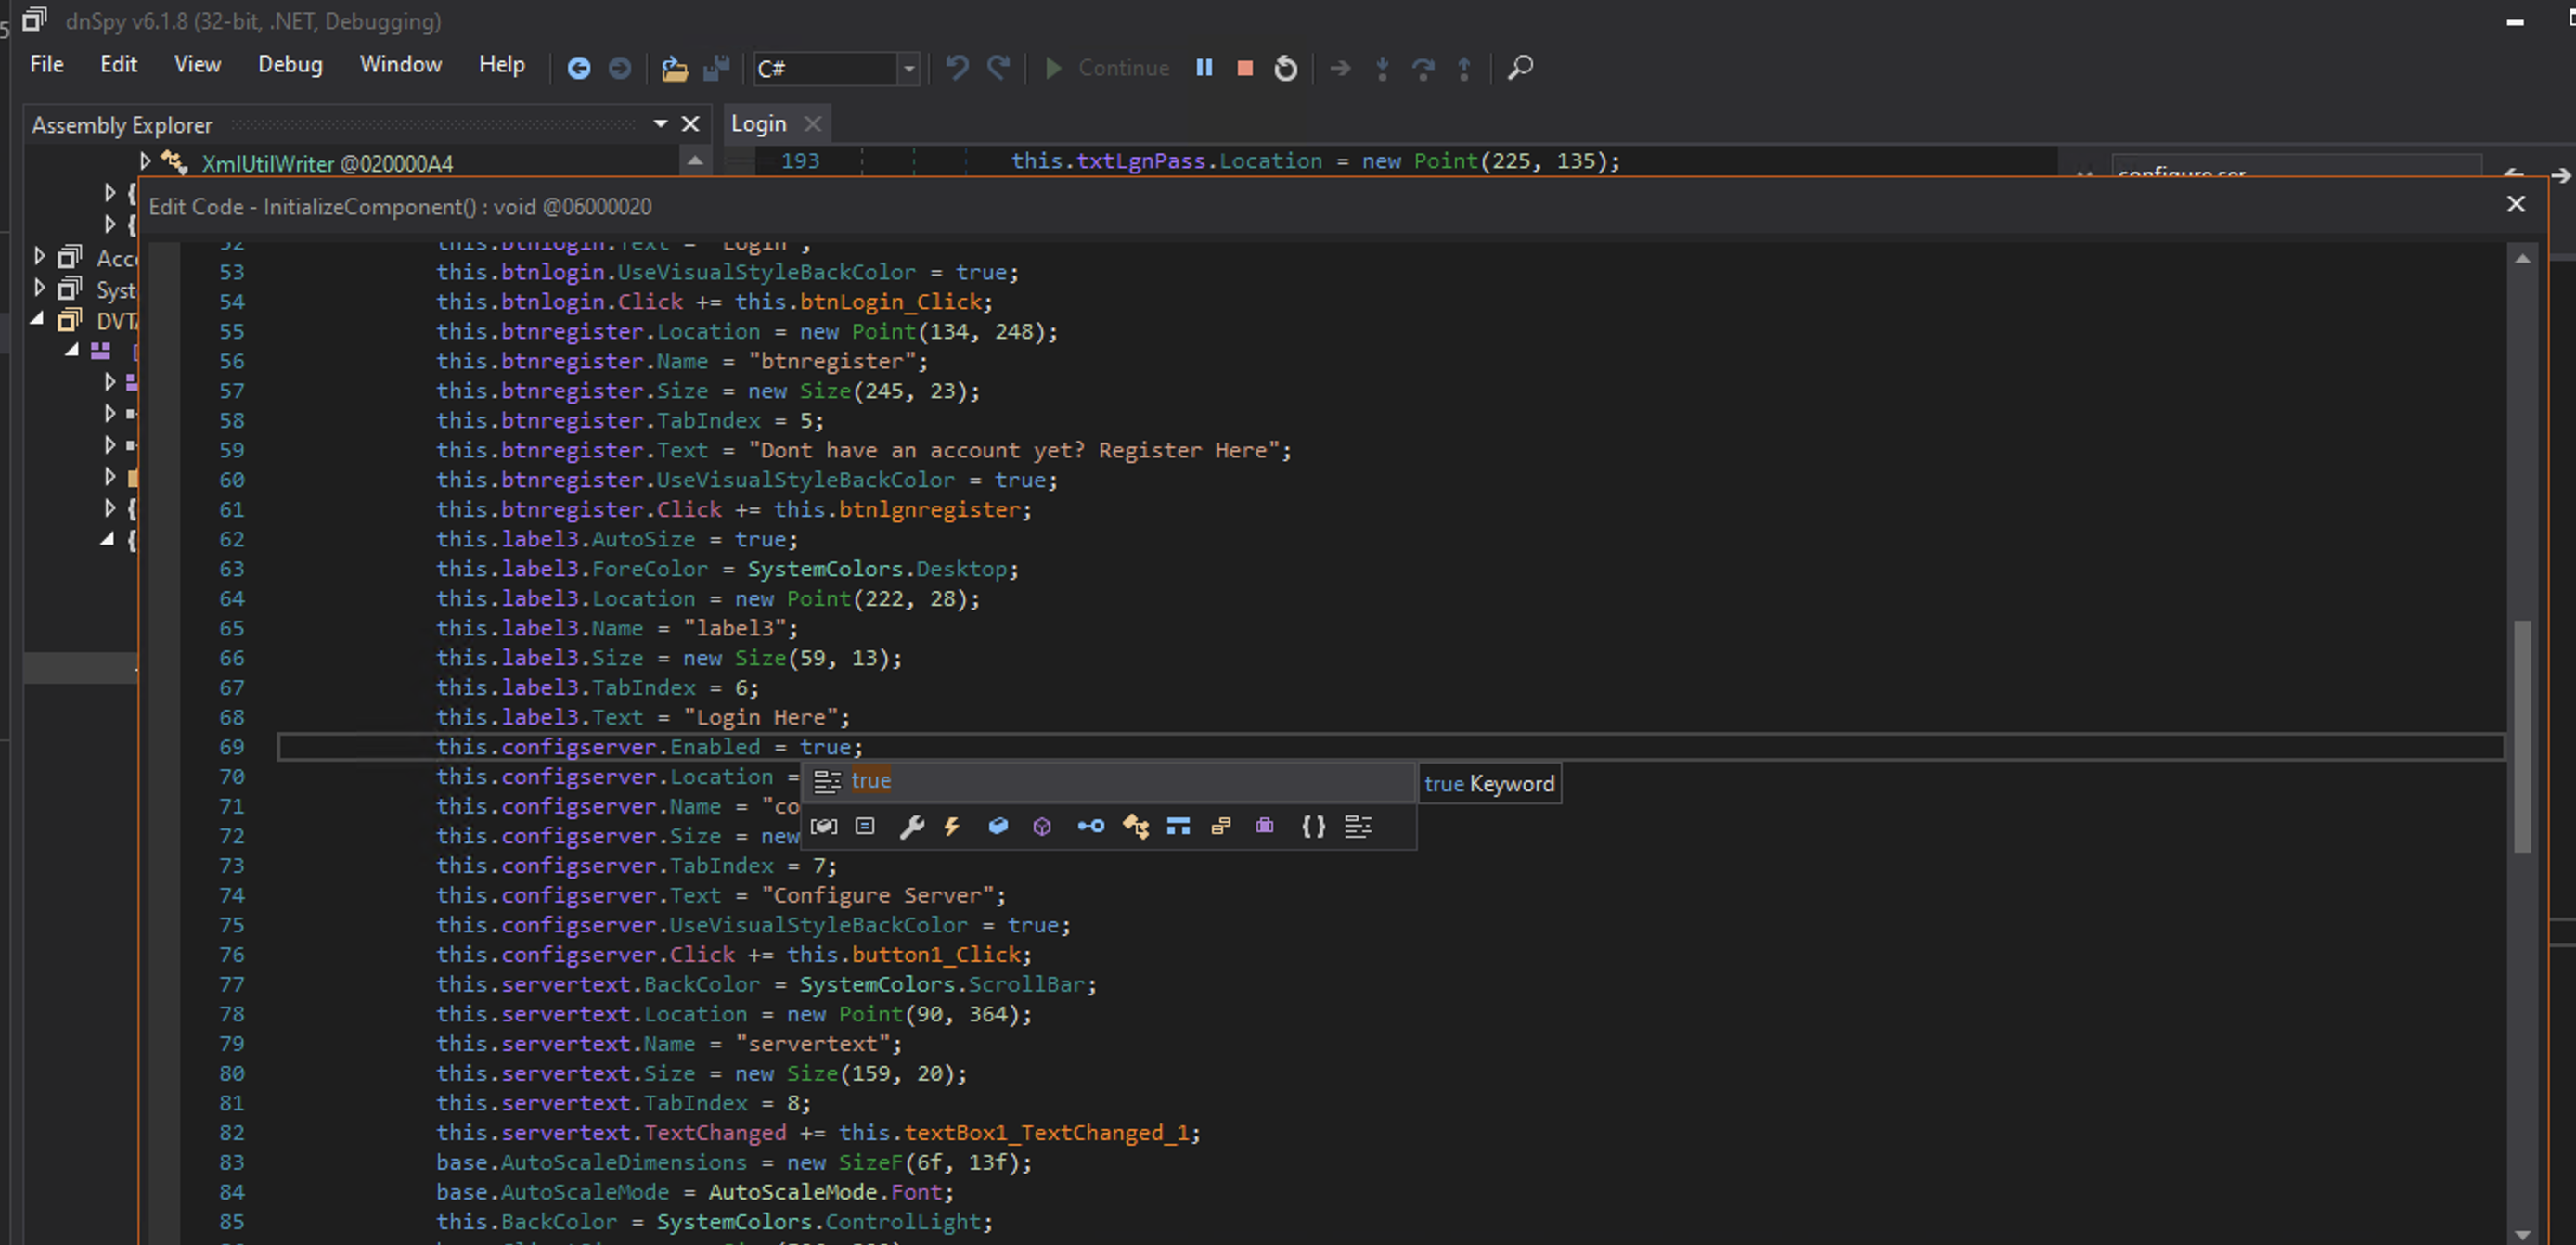 dnSpy v6.1.8 (32-bit, .NET, Debugging)
File Edit View Debug Window Help C# Continue
Assembly Explorer
Login
XmlUtilWriter @020000A4
193 this.txtLgnPass.Location = new Point(225, 135);
Edit Code - InitializeComponent() : void @06000020
52 this.btnlogin.Text = "Login";
53 this.btnlogin.UseVisualStyleBackColor = true;
54 this.btnlogin.Click += this.btnLogin_Click;
55 this.btnregister.Location = new Point(134, 248);
56 this.btnregister.Name = "btnregister";
57 this.btnregister.Size = new Size(245, 23);
58 this.btnregister.TabIndex = 5;
59 this.btnregister.Text = "Dont have an account yet? Register Here";
60 this.btnregister.UseVisualStyleBackColor = true;
61 this.btnregister.Click += this.btnlgnregister;
62 this.label3.AutoSize = true;
63 this.label3.ForeColor = SystemColors.Desktop;
64 this.label3.Location = new Point(222, 28);
65 this.label3.Name = "label3";
66 this.label3.Size = new Size(59, 13);
67 this.label3.TabIndex = 6;
68 this.label3.Text = "Login Here";
69 this.configserver.Enabled = true;
70 this.configserver.Location =
true
true Keyword
71 this.configserver.Name = "co
72 this.configserver.Size = new
73 this.configserver.TabIndex = 7;
74 this.configserver.Text = "Configure Server";
75 this.configserver.UseVisualStyleBackColor = true;
76 this.configserver.Click += this.button1_Click;
77 this.servertext.BackColor = SystemColors.ScrollBar;
78 this.servertext.Location = new Point(90, 364);
79 this.servertext.Name = "servertext";
80 this.servertext.Size = new Size(159, 20);
81 this.servertext.TabIndex = 8;
82 this.servertext.TextChanged += this.textBox1_TextChanged_1;
83 base.AutoScaleDimensions = new SizeF(6f, 13f);
84 base.AutoScaleMode = AutoScaleMode.Font;
85 this.BackColor = SystemColors.ControlLight;
Acc
Syst
DVTA
configure ser